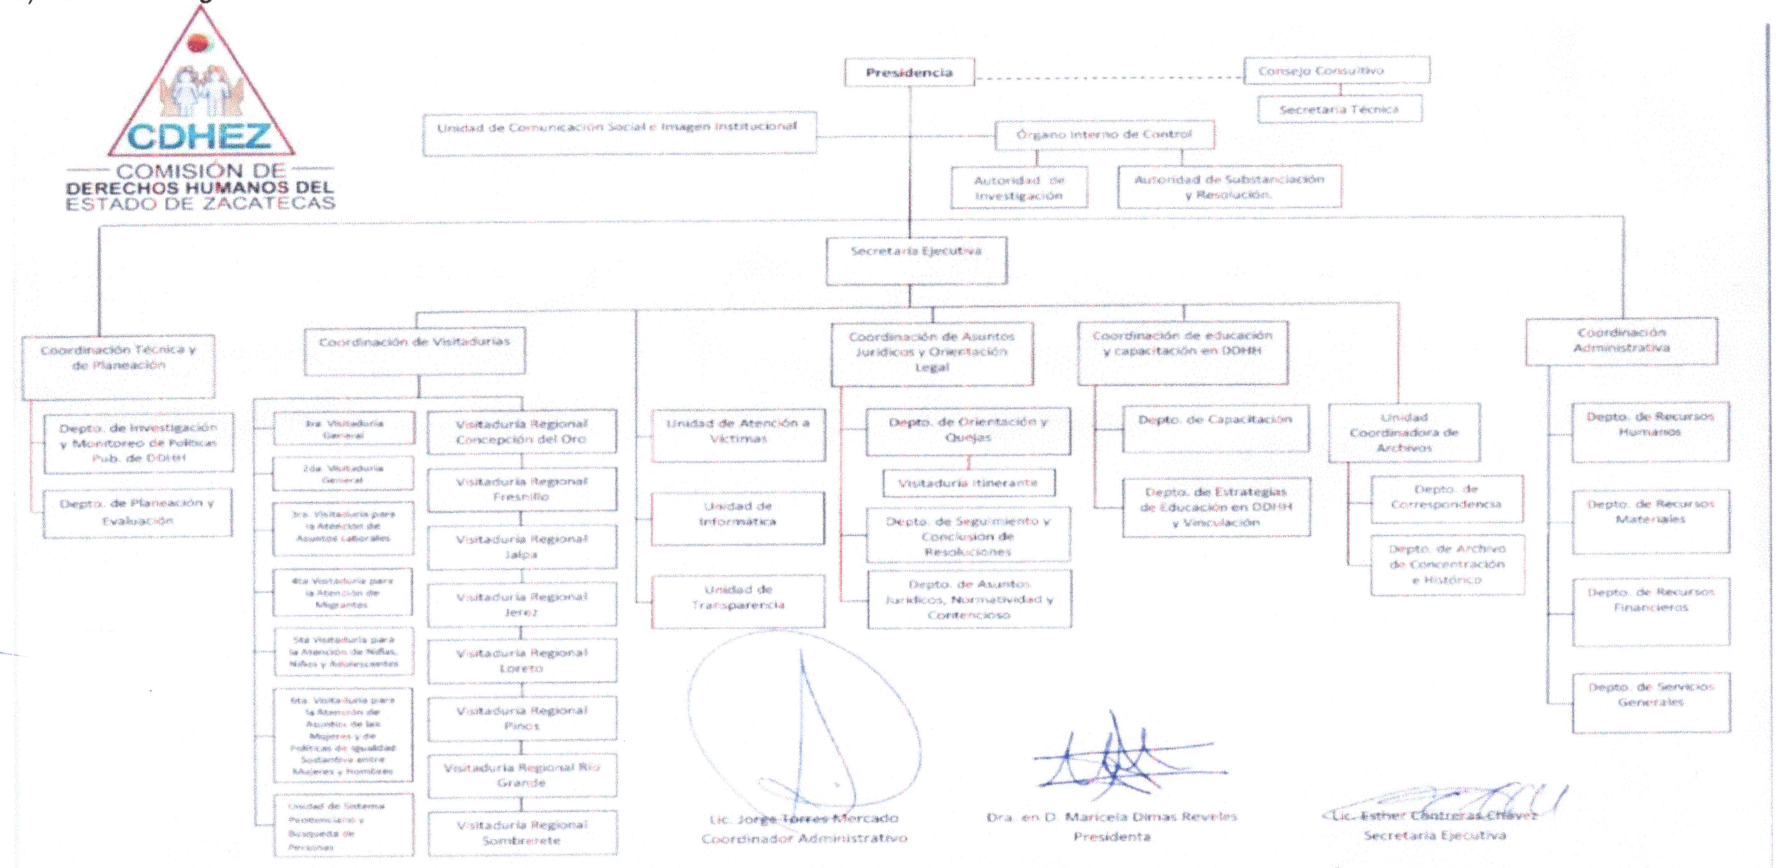 CDHEZ
COMISIÓN DE
DERECHOS HUMANOS DEL
ESTADO DE ZACATECAS
Presidencia
Consejo Consultivo
Secretaria Técnica
Unidad de Comunicación Social e Imagen Institucional
Órgano Interno de Control
Autoridad de
Investigación
Autoridad de Substanciación
y Resolución.
Secretaría Ejecutiva
Coordinación Técnica y
de Planeación
Depto. de Investigación
y Monitoreo de Políticas
Pub. de DDHH
Depto. de Planeación y
Evaluación
Coordinación de Visitadurías
1ra Visitaduría
General
2da Visitaduría
General
3ra. Visitaduría para
la Atención de
Asuntos Laborales
4ta Visitaduría para
la Atención de
Migrantes
5ta Visitaduría para
la Atención de Niñas,
Niños y Adolescentes
6ta. Visitaduría para
la Atención de
Asuntos de las
Mujeres y de
Políticas de Igualdad
Sustantiva entre
Mujeres y Hombres
Unidad de Sistema
Penitenciario y
Búsqueda de
Personas
Visitaduría Regional
Concepción del Oro
Visitaduría Regional
Fresnillo
Visitaduría Regional
Jalpa
Visitaduría Regional
Jerez
Visitaduría Regional
Loreto
Visitaduría Regional
Pinos
Visitaduría Regional Río
Grande
Visitaduría Regional
Sombrerete
Unidad de Atención a
Víctimas
Unidad de
Informática
Unidad de
Transparencia
Coordinación de Asuntos
Jurídicos y Orientación
Legal
Depto. de Orientación y
Quejas
Visitaduría Itinerante
Depto. de Seguimiento y
Conclusión de
Resoluciones
Depto. de Asuntos
Jurídicos, Normatividad y
Contencioso
Coordinación de educación
y capacitación en DDHH
Depto. de Capacitación
Depto. de Estrategias
de Educación en DDHH
y Vinculación
Unidad
Coordinadora de
Archivos
Depto. de
Correspondencia
Depto. de Archivo
de Concentración
e Histórico
Coordinación
Administrativa
Depto. de Recursos
Humanos
Depto. de Recursos
Materiales
Depto. de Recursos
Financieros
Depto. de Servicios
Generales
Lic. Jorge Torres Mercado
Coordinador Administrativo
Dra. en D. Maricela Dimas Reveles
Presidenta
Lic. Esther Contreras Chávez
Secretaria Ejecutiva